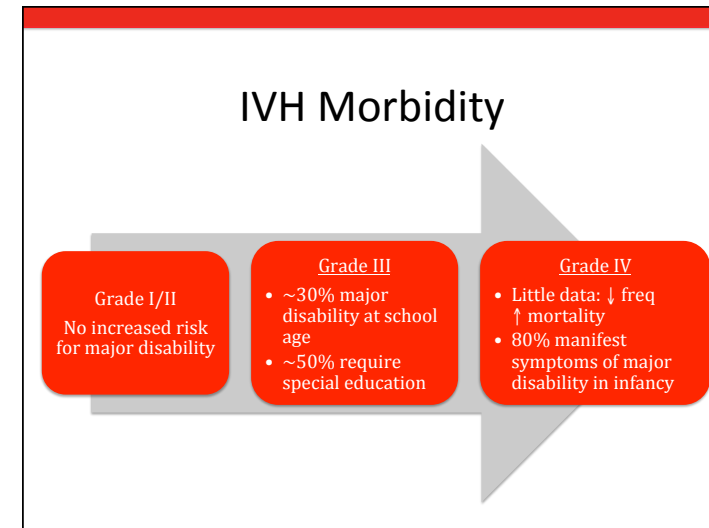 IVH Morbidity
Grade I/II
No increased risk
for major disability
Grade III
• ~30% major
disability at school
age
• ~50% require
special education
Grade IV
• Little data: ↓ freq
↑ mortality
• 80% manifest
symptoms of major
disability in infancy